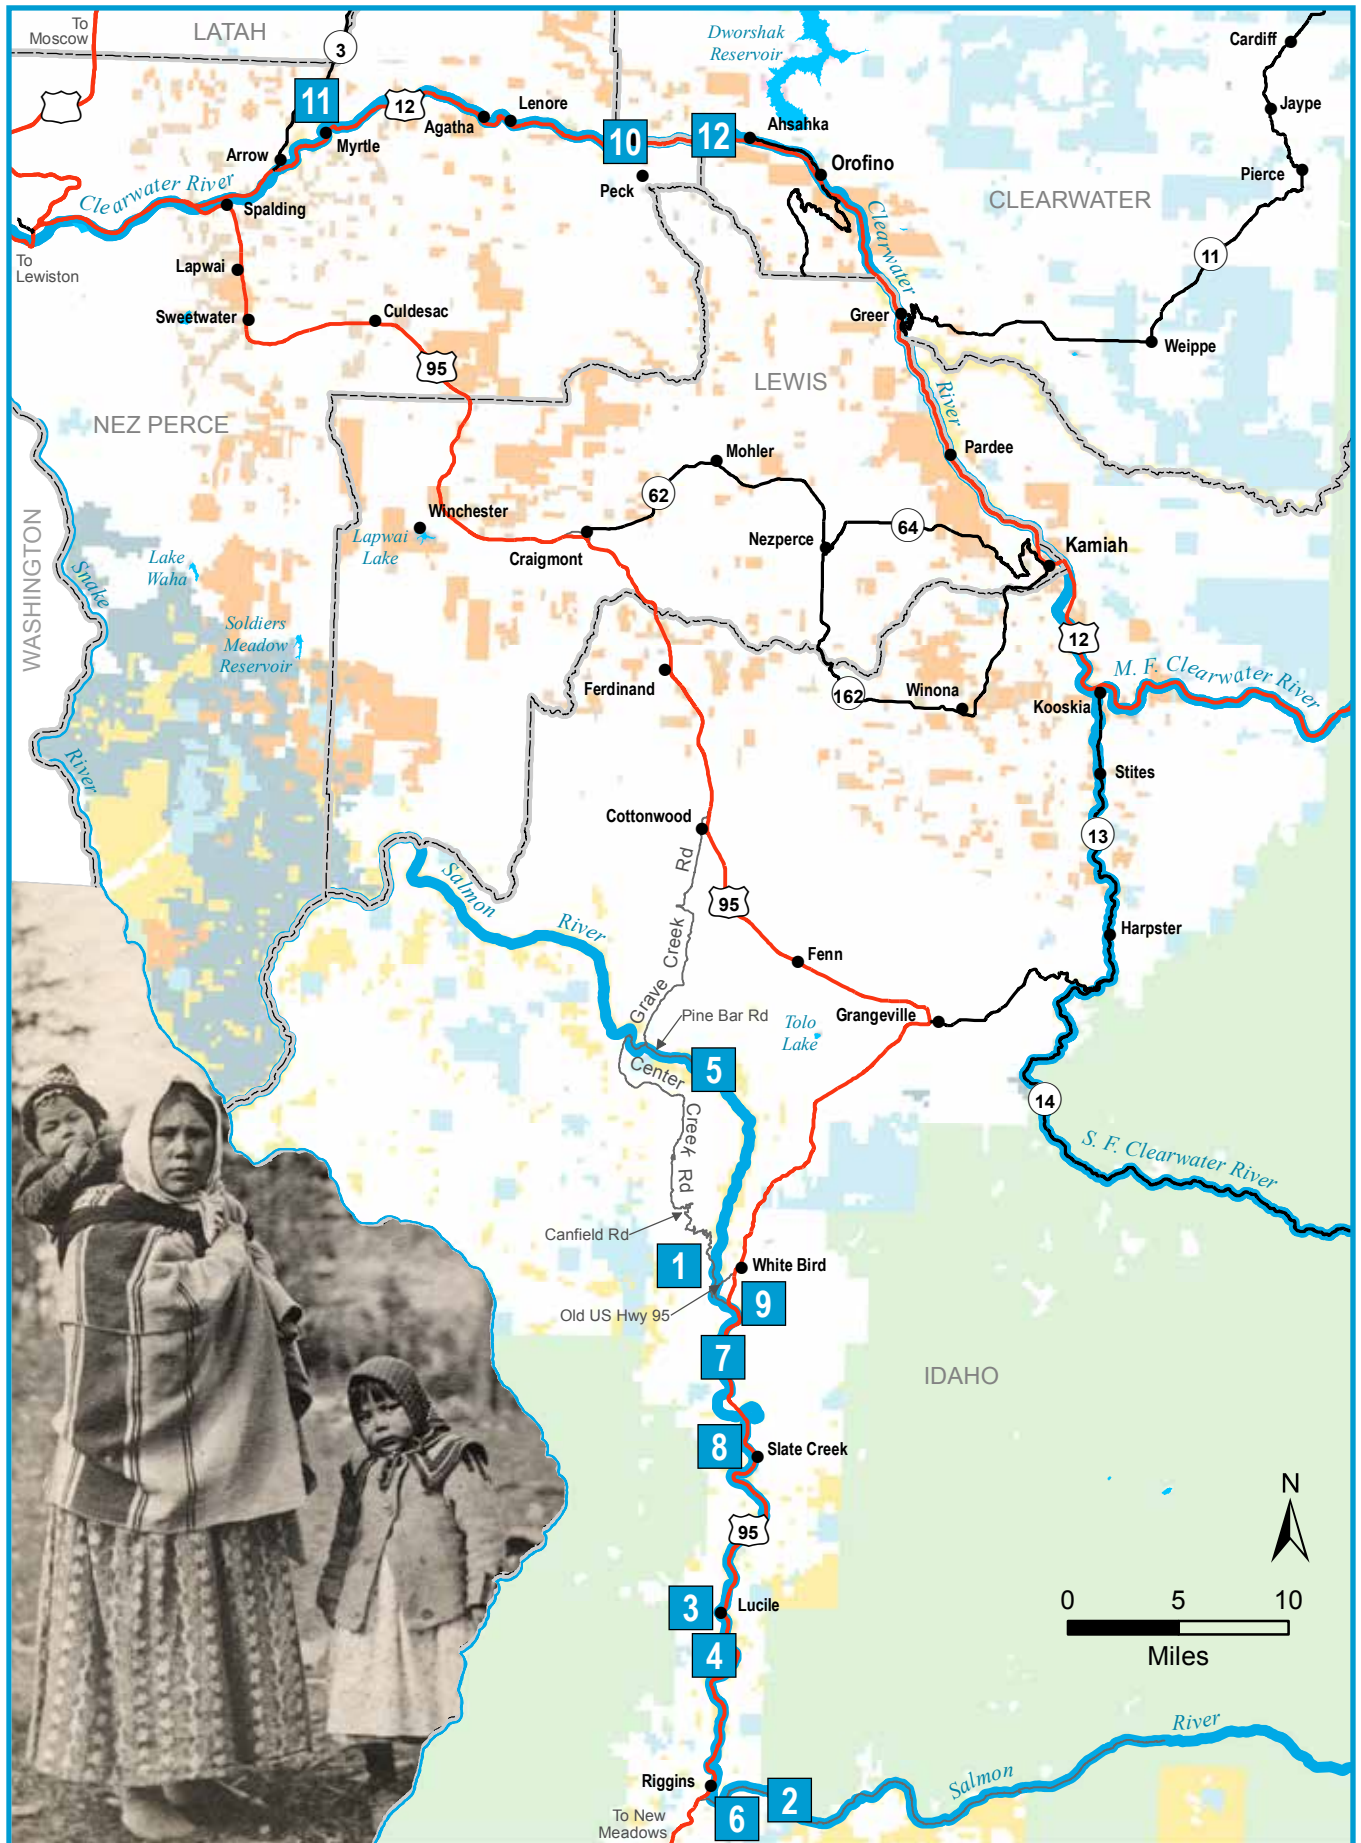 To
Moscow
LATAH
3
Dworshak
Reservoir
Cardiff
11
12
Agatha
Lenore
Jaype
Arrow
Myrtle
10
12
Ahsahka
Orofino
Peck
Pierce
Clearwater River
Spalding
CLEARWATER
Clearwater
River
11
To
Lewiston
Lapwai
Sweetwater
Culdesac
Greer
Weippe
95
LEWIS
NEZ PERCE
Mohler
Pardee
62
Winchester
Lapwai
Lake
Craigmont
Nezperce
64
Kamiah
WASHINGTON
Snake
River
Lake
Waha
Soldiers
Meadow
Reservoir
12
M. F. Clearwater River
Ferdinand
162
Winona
Kooskia
Stites
Cottonwood
13
Salmon
River
Grave Creek Rd
95
Harpster
Fenn
Pine Bar Rd
Tolo
Lake
Grangeville
5
Center
Creek Rd
14
S. F. Clearwater River
Canfield Rd
1
White Bird
Old US Hwy 95
9
7
IDAHO
8
Slate Creek
N
95
3
Lucile
0 5 10
Miles
4
River
Salmon
Riggins
2
6
To New
Meadows